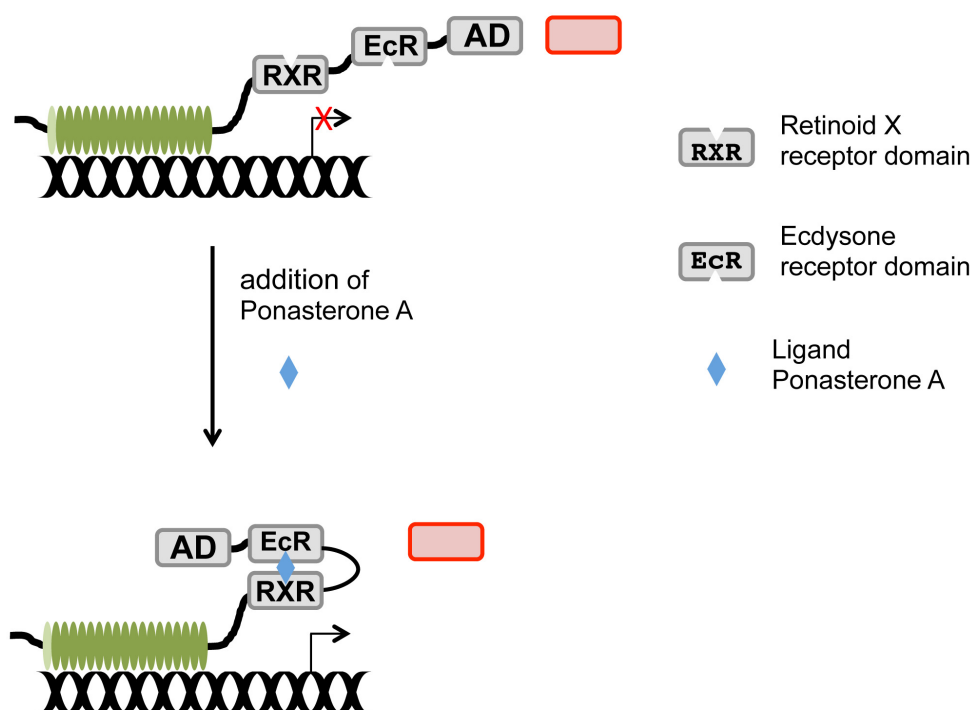 RXR
EcR
AD
X
RXR
Retinoid X
receptor domain
EcR
Ecdysone
receptor domain
addition of
Ponasterone A
Ligand
Ponasterone A
AD
EcR
RXR